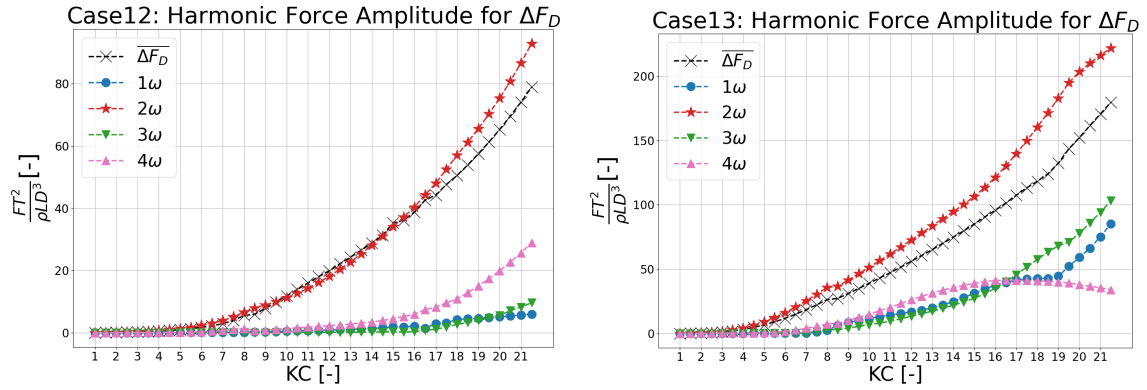 Case12: Harmonic Force Amplitude for ΔF_D
80
60
40
20
0
FT²/ρLD³ [-]
ΔF_D
1ω
2ω
3ω
4ω
1 2 3 4 5 6 7 8 9 10 11 12 13 14 15 16 17 18 19 20 21
KC [-]
Case13: Harmonic Force Amplitude for ΔF_D
200
150
100
50
0
FT²/ρLD³ [-]
ΔF_D
1ω
2ω
3ω
4ω
1 2 3 4 5 6 7 8 9 10 11 12 13 14 15 16 17 18 19 20 21
KC [-]